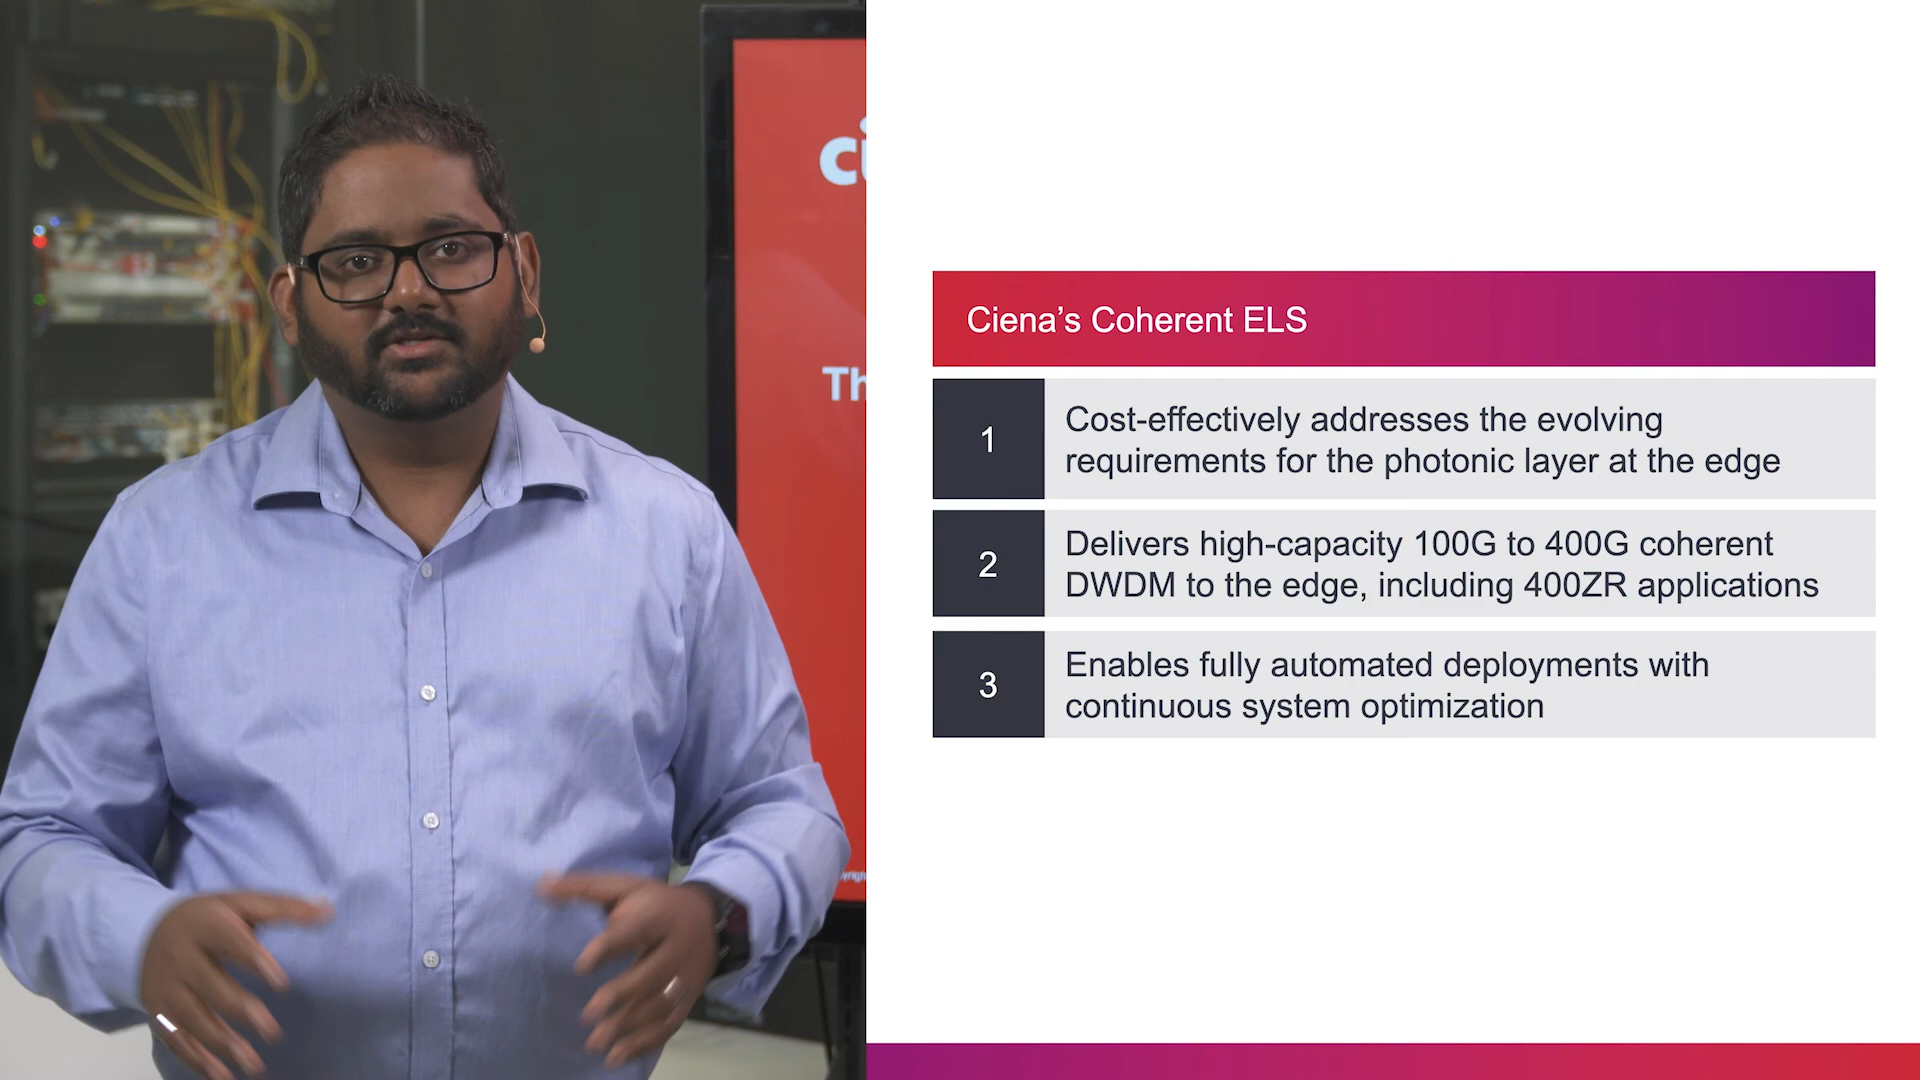 Th
Ciena's Coherent ELS
1
Cost-effectively addresses the evolving
requirements for the photonic layer at the edge
2
Delivers high-capacity 100G to 400G coherent
DWDM to the edge, including 400ZR applications
3
Enables fully automated deployments with
continuous system optimization